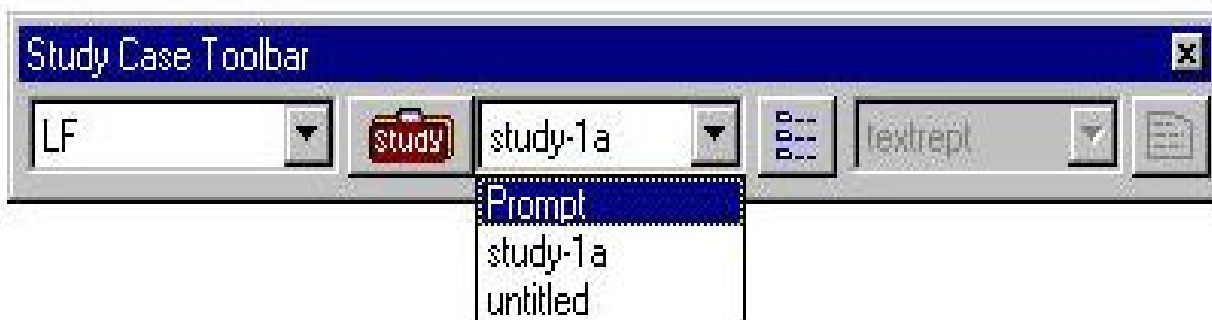 Study Case Toolbar
LF study study-1a textrept
Prompt
study-1a
untitled